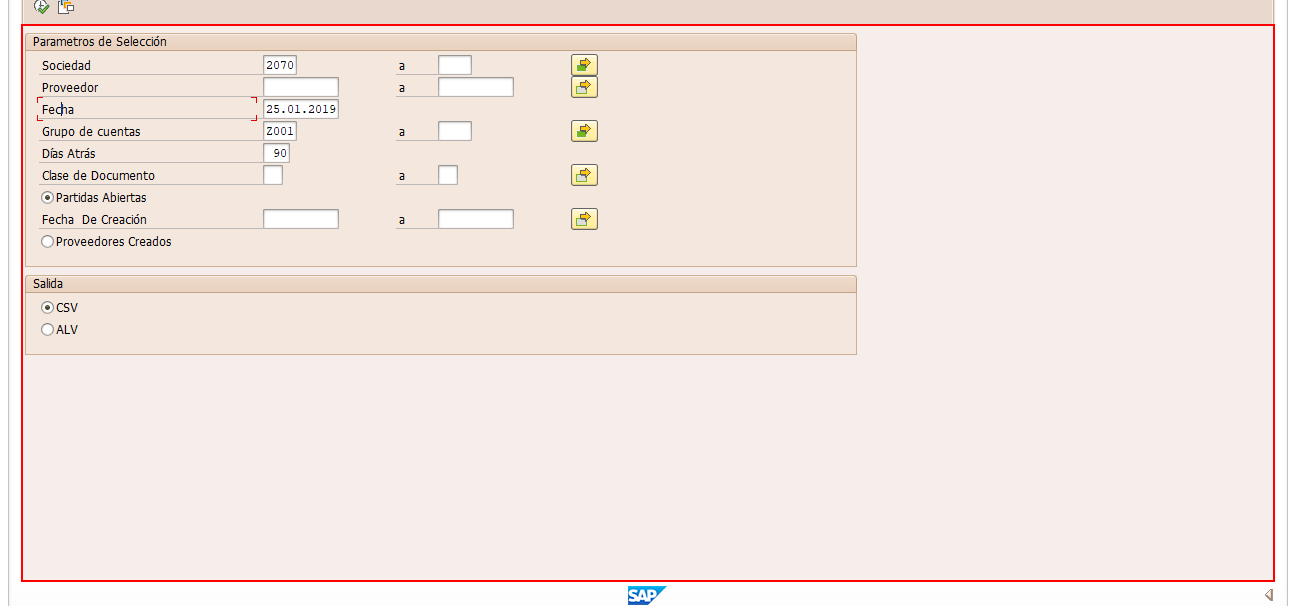 Parametros de Selección
Sociedad 2070 a
Proveedor a
Fecha 25.01.2019
Grupo de cuentas Z001 a
Días Atrás 90
Clase de Documento a
Partidas Abiertas
Fecha De Creación a
Proveedores Creados
Salida
CSV
ALV
SAP